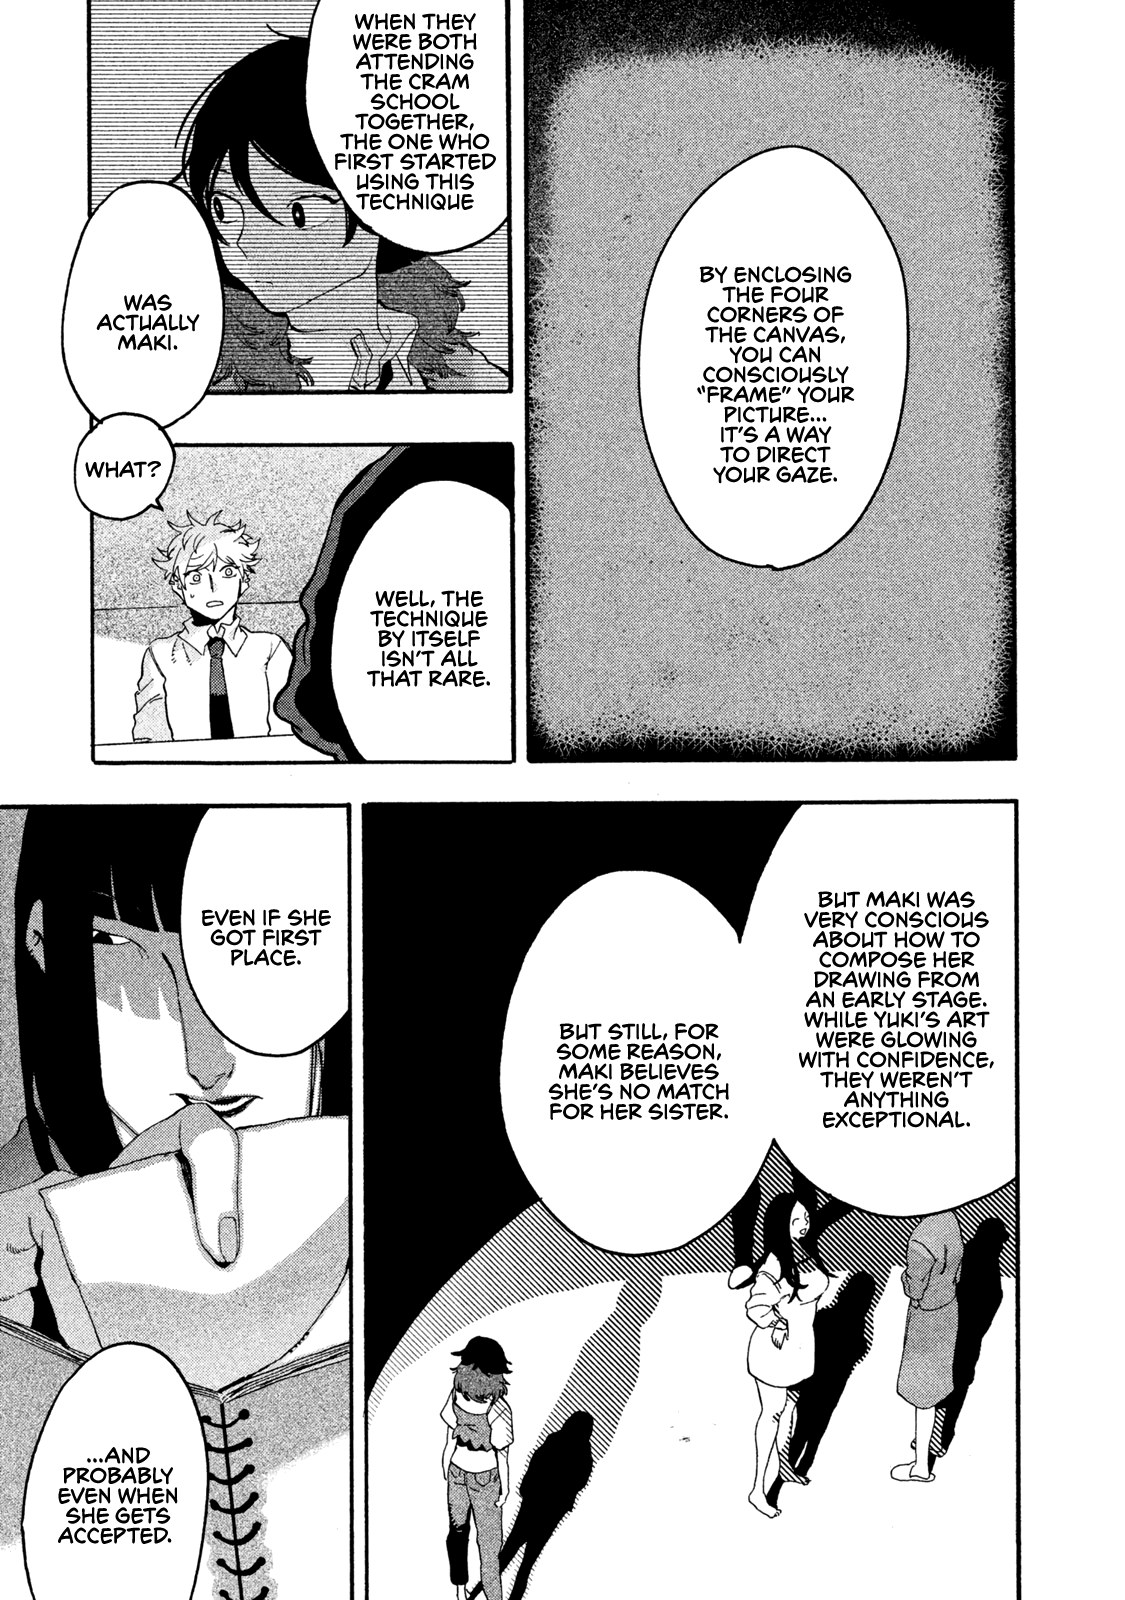 BY ENCLOSING
THE FOUR
CORNERS OF
THE CANVAS,
YOU CAN
CONSCIOUSLY
"FRAME" YOUR
PICTURE...
IT'S A WAY
TO DIRECT
YOUR GAZE.
WHEN THEY
WERE BOTH
ATTENDING
THE CRAM
SCHOOL
TOGETHER,
THE ONE WHO
FIRST STARTED
USING THIS
TECHNIQUE
WAS
ACTUALLY
MAKI.
WHAT?
WELL, THE
TECHNIQUE
BY ITSELF
ISN'T ALL
THAT RARE.
BUT MAKI WAS
VERY CONSCIOUS
ABOUT HOW TO
COMPOSE HER
DRAWING FROM
AN EARLY STAGE.
WHILE YUKI'S ART
WERE GLOWING
WITH CONFIDENCE,
THEY WEREN'T
ANYTHING
EXCEPTIONAL.
BUT STILL, FOR
SOME REASON,
MAKI BELIEVES
SHE'S NO MATCH
FOR HER SISTER.
EVEN IF SHE
GOT FIRST
PLACE.
...AND
PROBABLY
EVEN WHEN
SHE GETS
ACCEPTED.